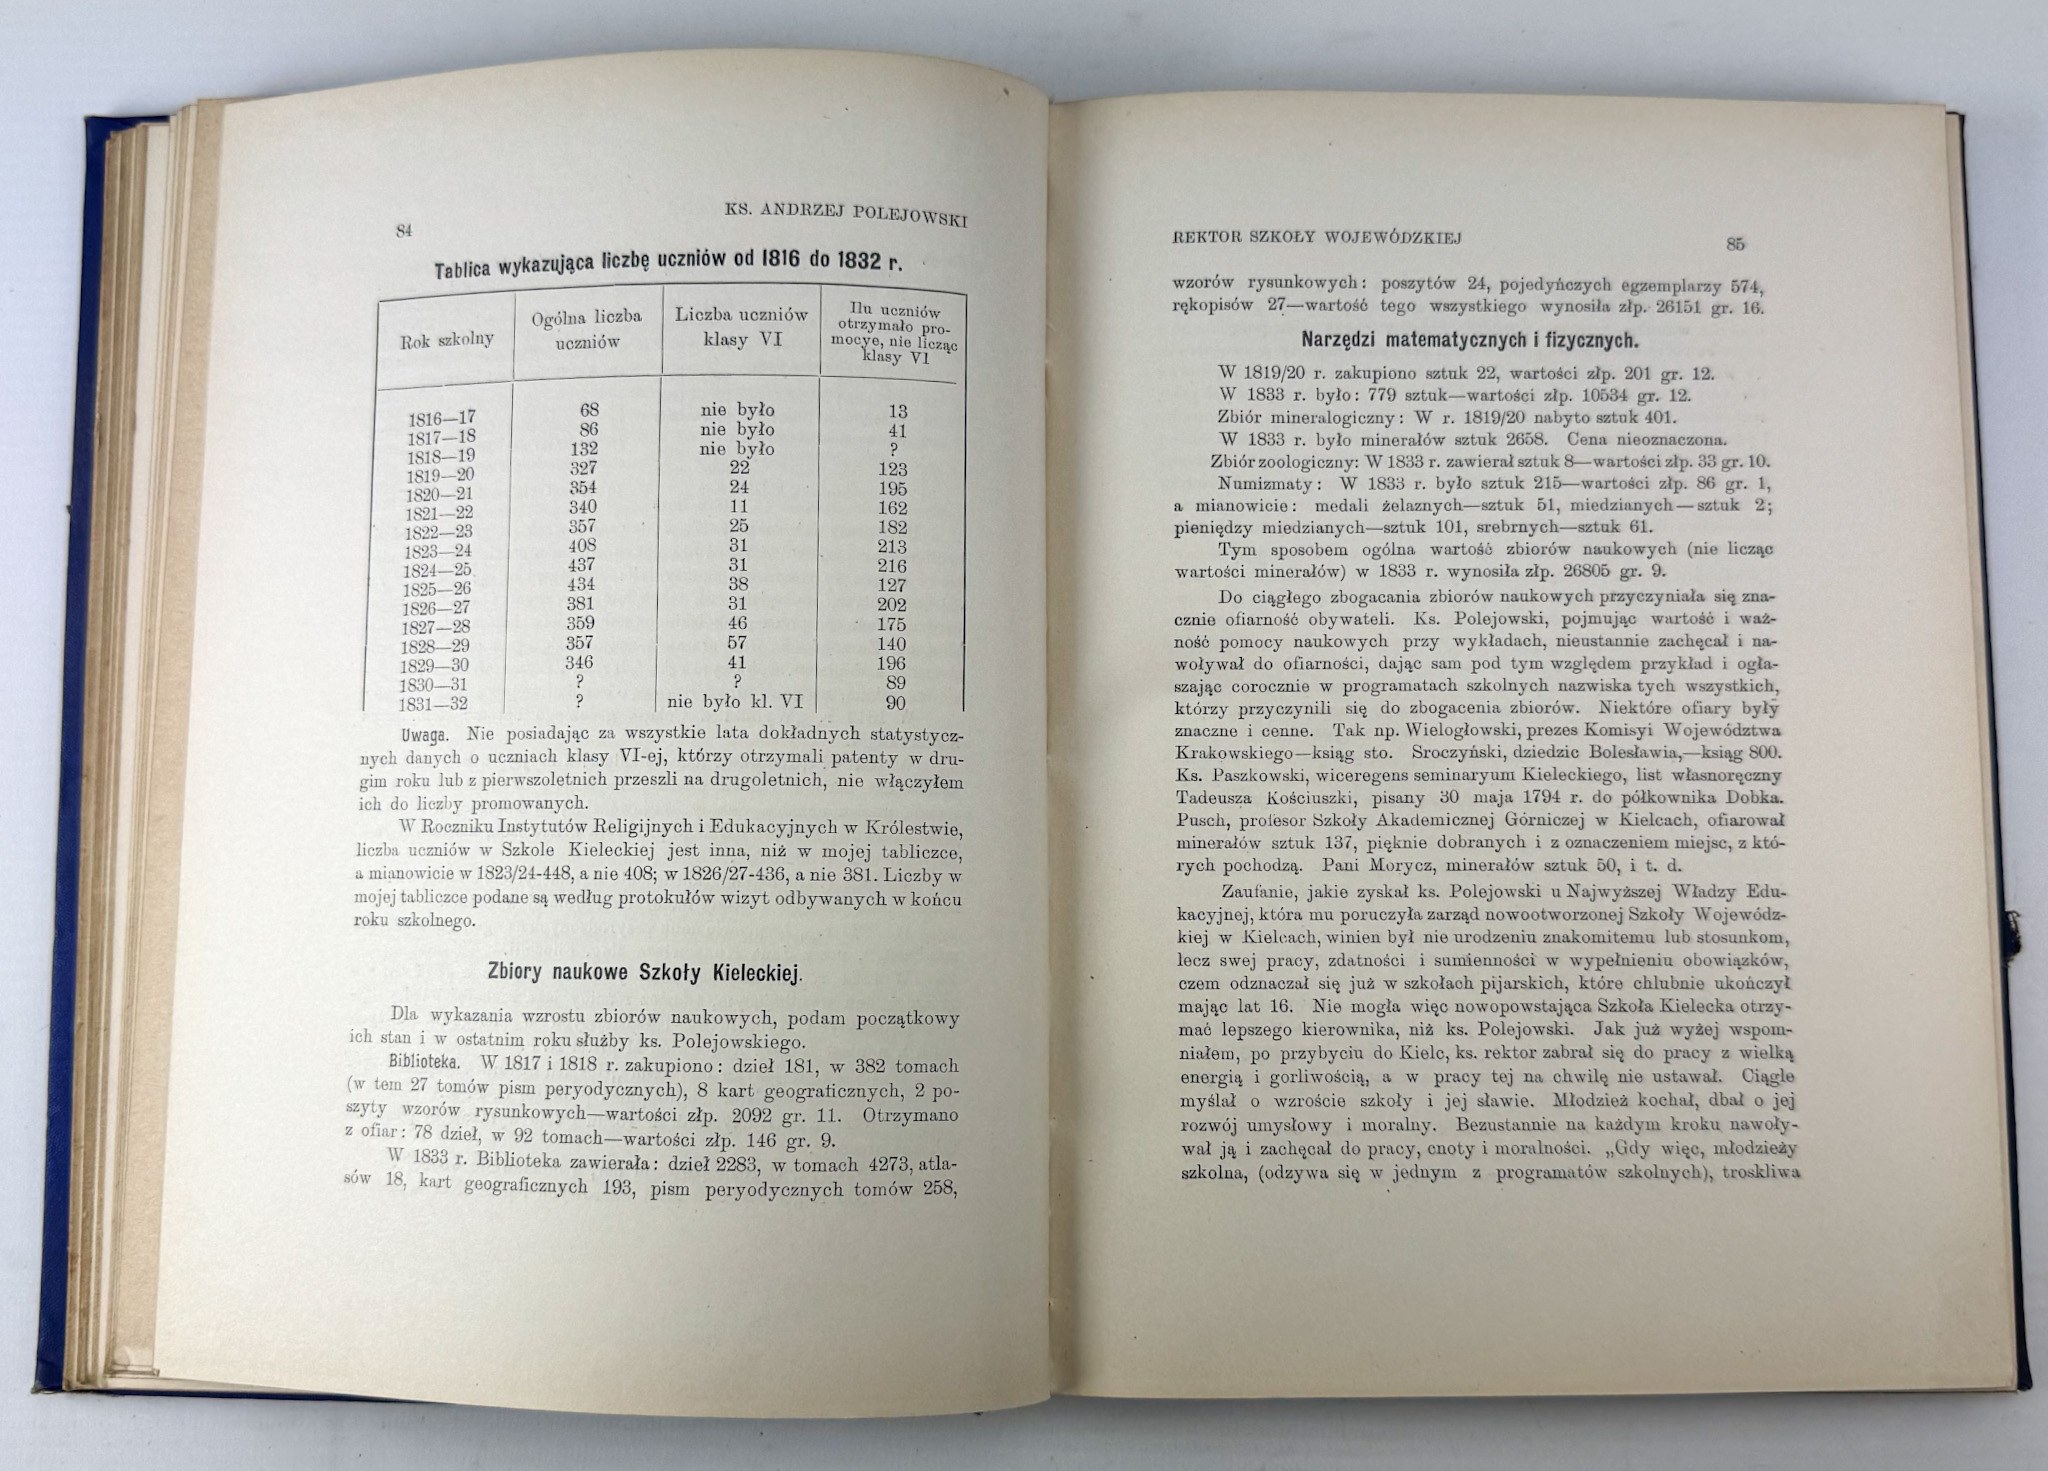 84
KS. ANDRZEJ POLEJOWSKI
Tablica wykazująca liczbę uczniów od 1816 do 1832 r.
Rok szkolny | Ogólna liczba uczniów | Liczba uczniów klasy VI | Ilu uczniów otrzymało promocye, nie licząc klasy VI
1816—17 68 nie było 13
1817—18 86 nie było 41
1818—19 132 nie było ?
1819—20 327 22 123
1820—21 354 24 195
1821—22 340 11 162
1822—23 357 25 182
1823—24 408 31 213
1824—25 437 31 216
1825—26 434 38 127
1826—27 381 31 202
1827—28 359 46 175
1828—29 357 57 140
1829—30 346 41 196
1830—31 ? ? 89
1831—32 ? nie było kl. VI 90
Uwaga. Nie posiadając za wszystkie lata dokładnych statystycz-
nych danych o uczniach klasy VI-ej, którzy otrzymali patenty w dru-
gim roku lub z pierwszoletnich przeszli na drugoletnich, nie włączyłem
ich do liczby promowanych.
W Roczniku Instytutów Religijnych i Edukacyjnych w Królestwie,
liczba uczniów w Szkole Kieleckiej jest inna, niż w mojej tabliczce,
a mianowicie w 1823/24-448, a nie 408; w 1826/27-436, a nie 381. Liczby w
mojej tabliczce podane są według protokułów wizyt odbywanych w końcu
roku szkolnego.
Zbiory naukowe Szkoły Kieleckiej.
Dla wykazania wzrostu zbiorów naukowych, podam początkowy
ich stan i w ostatnim roku służby ks. Polejowskiego.
Biblioteka. W 1817 i 1818 r. zakupiono: dzieł 181, w 382 tomach
(w tem 27 tomów pism peryodycznych), 8 kart geograficznych, 2 po-
szyty wzorów rysunkowych—wartości złp. 2092 gr. 11. Otrzymano
z ofiar: 78 dzieł, w 92 tomach—wartości złp. 146 gr. 9.
W 1833 r. Biblioteka zawierała: dzieł 2283, w tomach 4273, atla-
sów 18, kart geograficznych 193, pism peryodycznych tomów 258,
REKTOR SZKOŁY WOJEWÓDZKIEJ
85
wzorów rysunkowych: poszytów 24, pojedyńczych egzemplarzy 574,
rękopisów 27—wartość tego wszystkiego wynosiła złp. 26151 gr. 16.
Narzędzi matematycznych i fizycznych.
W 1819/20 r. zakupiono sztuk 22, wartości złp. 201 gr. 12.
W 1833 r. było: 779 sztuk—wartości złp. 10534 gr. 12.
Zbiór mineralogiczny: W r. 1819/20 nabyto sztuk 401.
W 1833 r. było minerałów sztuk 2658. Cena nieoznaczona.
Zbiór zoologiczny: W 1833 r. zawierał sztuk 8—wartości złp. 33 gr. 10.
Numizmaty: W 1833 r. było sztuk 215—wartości złp. 86 gr. 1,
a mianowicie: medali żelaznych—sztuk 51, miedzianych—sztuk 2;
pieniędzy miedzianych—sztuk 101, srebrnych—sztuk 61.
Tym sposobem ogólna wartość zbiorów naukowych (nie licząc
wartości minerałów) w 1833 r. wynosiła złp. 26805 gr. 9.
Do ciągłego zbogacania zbiorów naukowych przyczyniała się zna-
cznie ofiarność obywateli. Ks. Polejowski, pojmując wartość i waż-
ność pomocy naukowych przy wykładach, nieustannie zachęcał i na-
woływał do ofiarności, dając sam pod tym względem przykład i ogła-
szając corocznie w programatach szkolnych nazwiska tych wszystkich,
którzy przyczynili się do zbogacenia zbiorów. Niektóre ofiary były
znaczne i cenne. Tak np. Wielogłowski, prezes Komisyi Województwa
Krakowskiego—ksiąg sto. Sroczyński, dziedzic Bolesławia,—ksiąg 800.
Ks. Paszkowski, wiceregens seminaryum Kieleckiego, list własnoręczny
Tadeusza Kościuszki, pisany 30 maja 1794 r. do półkownika Dobka.
Pusch, profesor Szkoły Akademicznej Górniczej w Kielcach, ofiarował
minerałów sztuk 137, pięknie dobranych i z oznaczeniem miejsc, z któ-
rych pochodzą. Pani Morycz, minerałów sztuk 50, i t. d.
Zaufanie, jakie zyskał ks. Polejowski u Najwyższej Władzy Edu-
kacyjnej, która mu poruczyła zarząd nowootworzonej Szkoły Wojewódz-
kiej w Kielcach, winien był nie urodzeniu znakomitemu lub stosunkom,
lecz swej pracy, zdatności i sumienności w wypełnieniu obowiązków,
czem odznaczał się już w szkołach pijarskich, które chlubnie ukończył
mając lat 16. Nie mogła więc nowopowstająca Szkoła Kielecka otrzy-
mać lepszego kierownika, niż ks. Polejowski. Jak już wyżej wspom-
niałem, po przybyciu do Kielc, ks. rektor zabrał się do pracy z wielką
energią i gorliwością, a w pracy tej na chwilę nie ustawał. Ciągle
myślał o wzroście szkoły i jej sławie. Młodzież kochał, dbał o jej
rozwój umysłowy i moralny. Bezustannie na każdym kroku nawoły-
wał ją i zachęcał do pracy, cnoty i moralności. „Gdy więc, młodzieży
szkolna, (odzywa się w jednym z programatów szkolnych), troskliwa